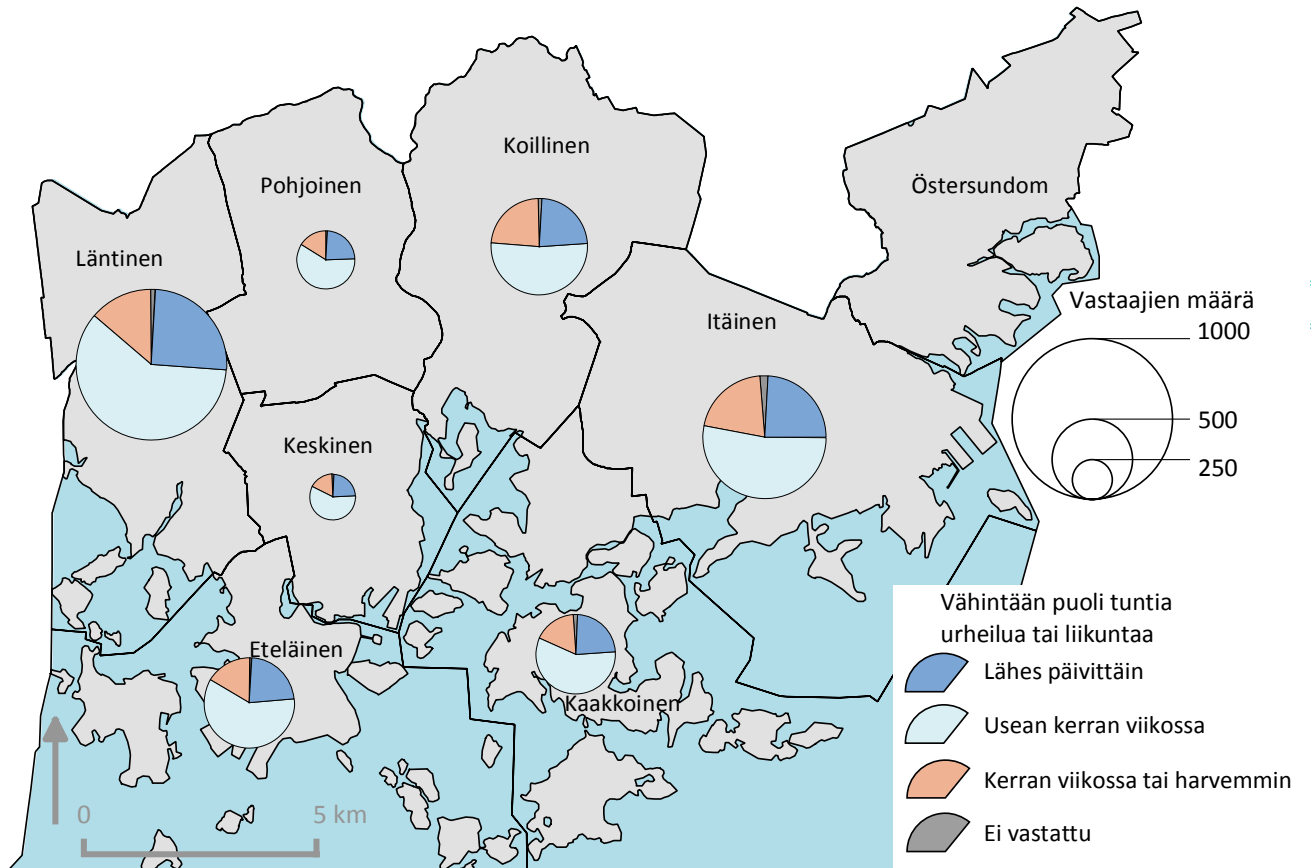 Koillinen
Pohjoinen
Östersundom
Läntinen
Itäinen
Keskinen
Eteläinen
Kaakkoinen
Vastaajien määrä
1000
500
250
Vähintään puoli tuntia
urheilua tai liikuntaa
Lähes päivittäin
Usean kerran viikossa
Kerran viikossa tai harvemmin
Ei vastattu
0 5 km